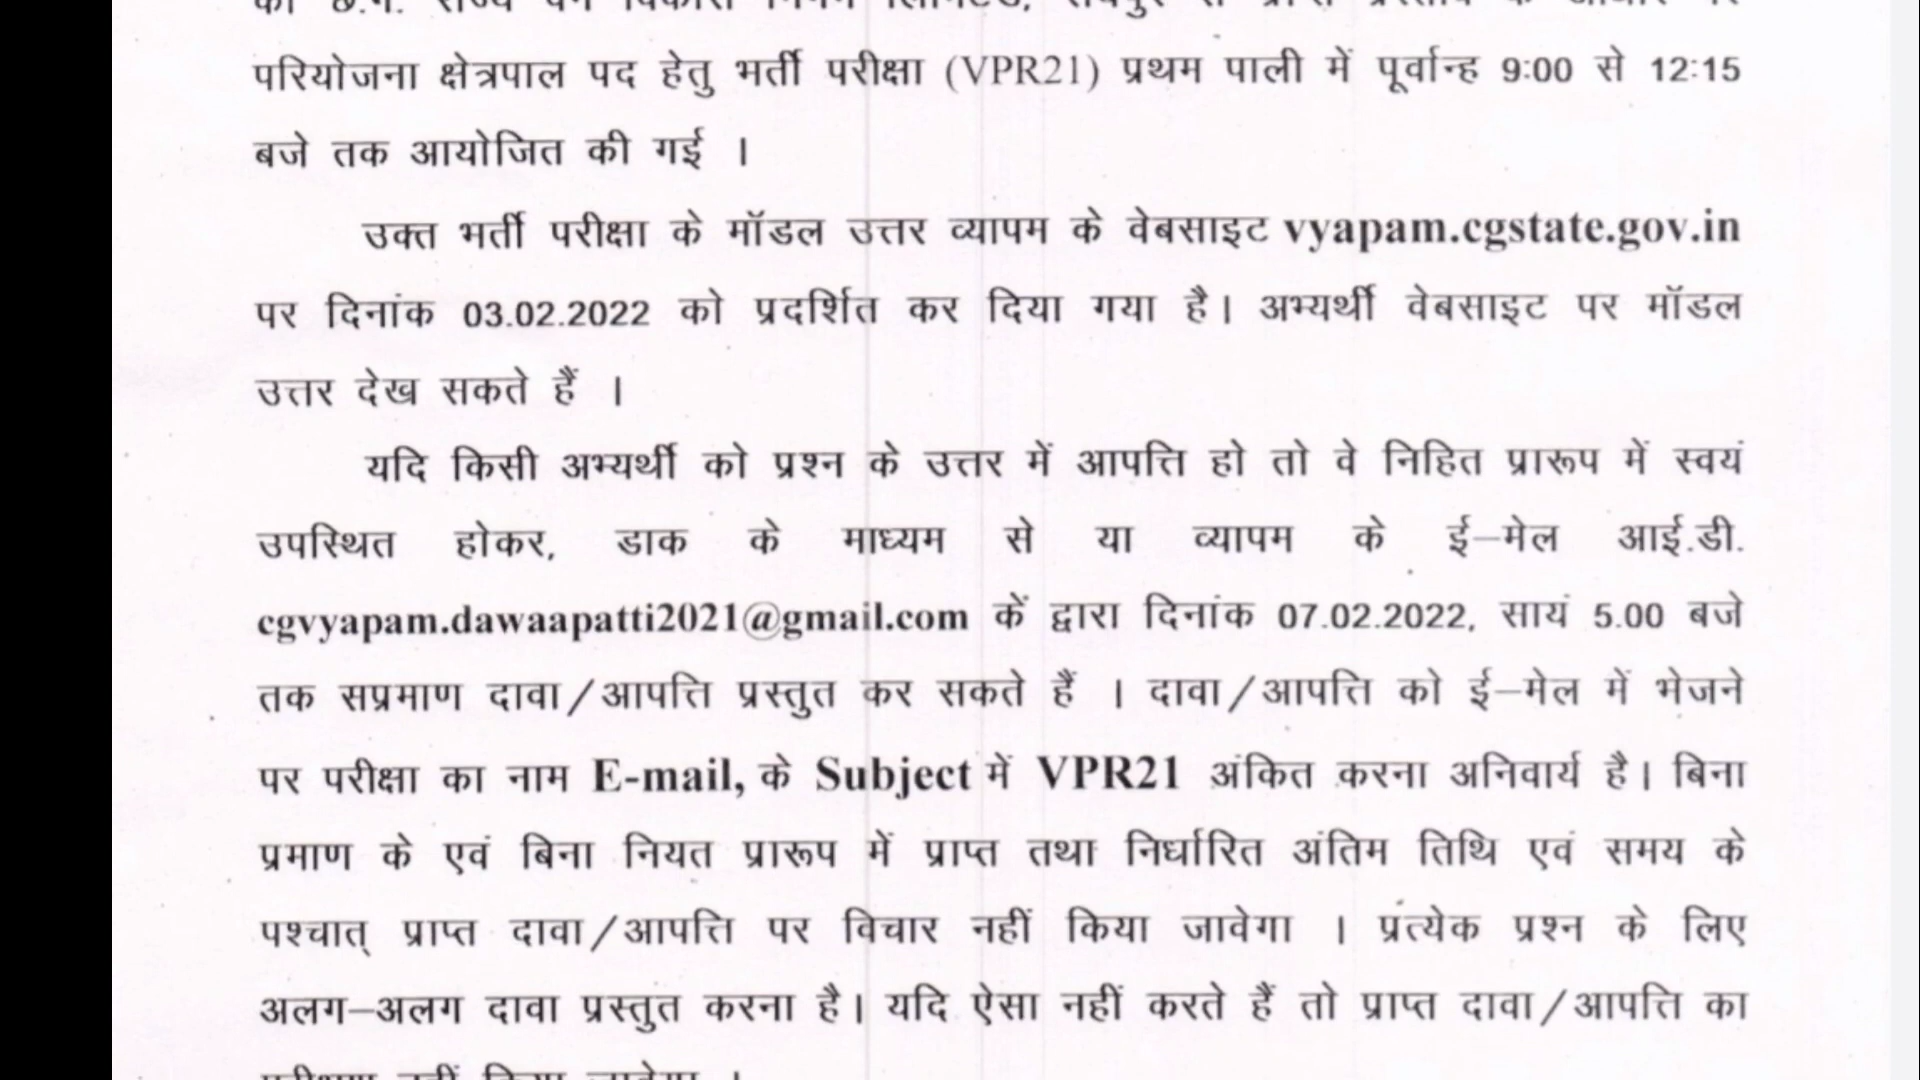 परियोजना क्षेत्रपाल पद हेतु भर्ती परीक्षा (VPR21) प्रथम पाली में पूर्वान्ह 9:00 से 12:15
बजे तक आयोजित की गई ।
उक्त भर्ती परीक्षा के मॉडल उत्तर व्यापम के वेबसाइट vyapam.cgstate.gov.in
पर दिनांक 03.02.2022 को प्रदर्शित कर दिया गया है। अभ्यर्थी वेबसाइट पर मॉडल
उत्तर देख सकते हैं ।
यदि किसी अभ्यर्थी को प्रश्न के उत्तर में आपत्ति हो तो वे निहित प्रारूप में स्वयं
उपस्थित होकर, डाक के माध्यम से या व्यापम के ई–मेल आई.डी.
cgvyapam.dawaapatti2021@gmail.com कें द्वारा दिनांक 07.02.2022, सायं 5.00 बजे
तक सप्रमाण दावा/आपत्ति प्रस्तुत कर सकते हैं । दावा/आपत्ति को ई–मेल में भेजने
पर परीक्षा का नाम E-mail, के Subject में VPR21 अंकित करना अनिवार्य है। बिना
प्रमाण के एवं बिना नियत प्रारूप में प्राप्त तथा निर्धारित अंतिम तिथि एवं समय के
पश्चात् प्राप्त दावा/आपत्ति पर विचार नहीं किया जावेगा । प्रत्येक प्रश्न के लिए
अलग–अलग दावा प्रस्तुत करना है। यदि ऐसा नहीं करते हैं तो प्राप्त दावा/आपत्ति का